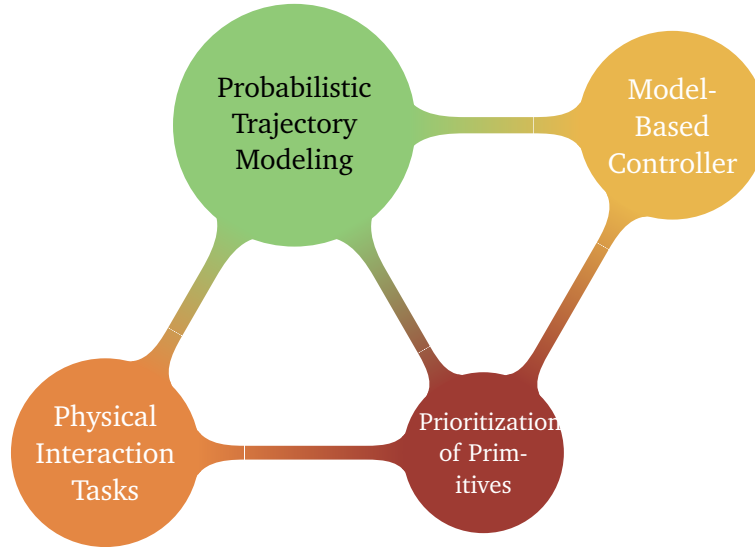 Probabilistic
Trajectory
Modeling
Model-
Based
Controller
Physical
Interaction
Tasks
Prioritization
of Prim-
itives